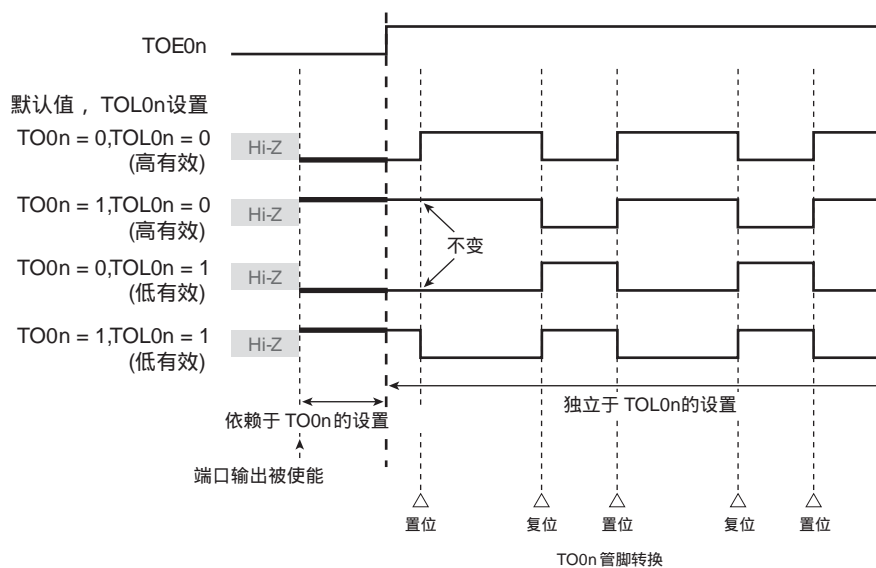 TOE0n
默认值，TOL0n设置
TO0n = 0,TOL0n = 0
(高有效)
Hi-Z
TO0n = 1,TOL0n = 0
(高有效)
Hi-Z
不变
TO0n = 0,TOL0n = 1
(低有效)
Hi-Z
TO0n = 1,TOL0n = 1
(低有效)
Hi-Z
依赖于 TO0n的设置
独立于 TOL0n的设置
端口输出被使能
置位 复位 置位 复位 置位
TO0n管脚转换